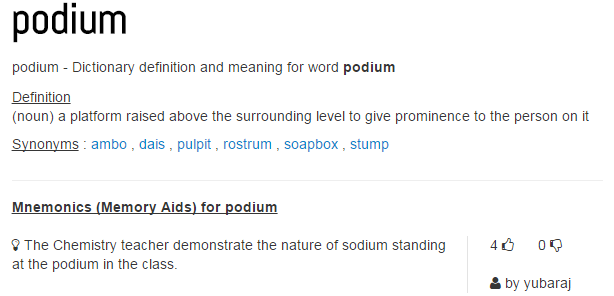 podium
podium - Dictionary definition and meaning for word podium
Definition
(noun) a platform raised above the surrounding level to give prominence to the person on it
Synonyms : ambo , dais , pulpit , rostrum , soapbox , stump
Mnemonics (Memory Aids) for podium
The Chemistry teacher demonstrate the nature of sodium standing
at the podium in the class.
4 0
by yubaraj